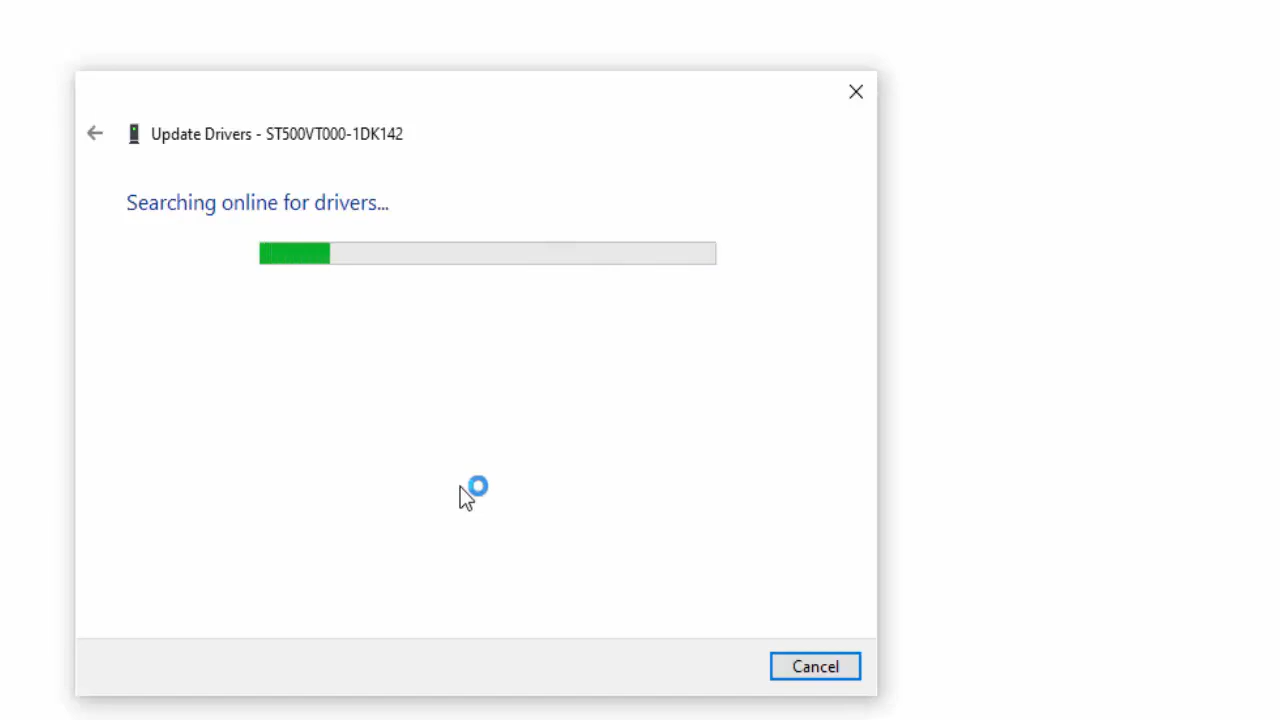 Update Drivers - ST500VT000-1DK142
Searching online for drivers...
Cancel